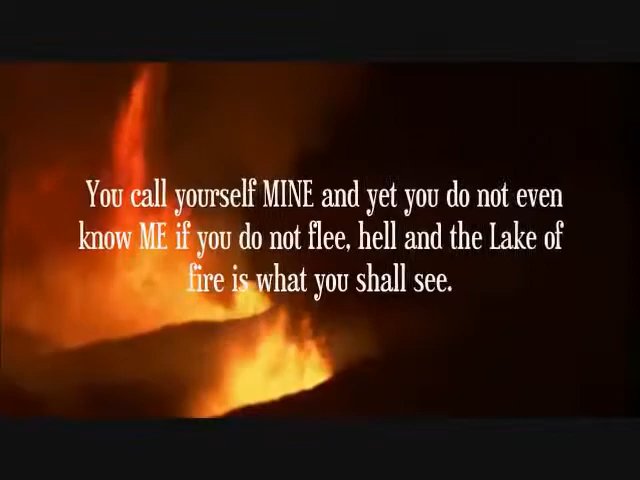 You call yourself MINE and yet you do not even
know ME if you do not flee, hell and the Lake of
fire is what you shall see.